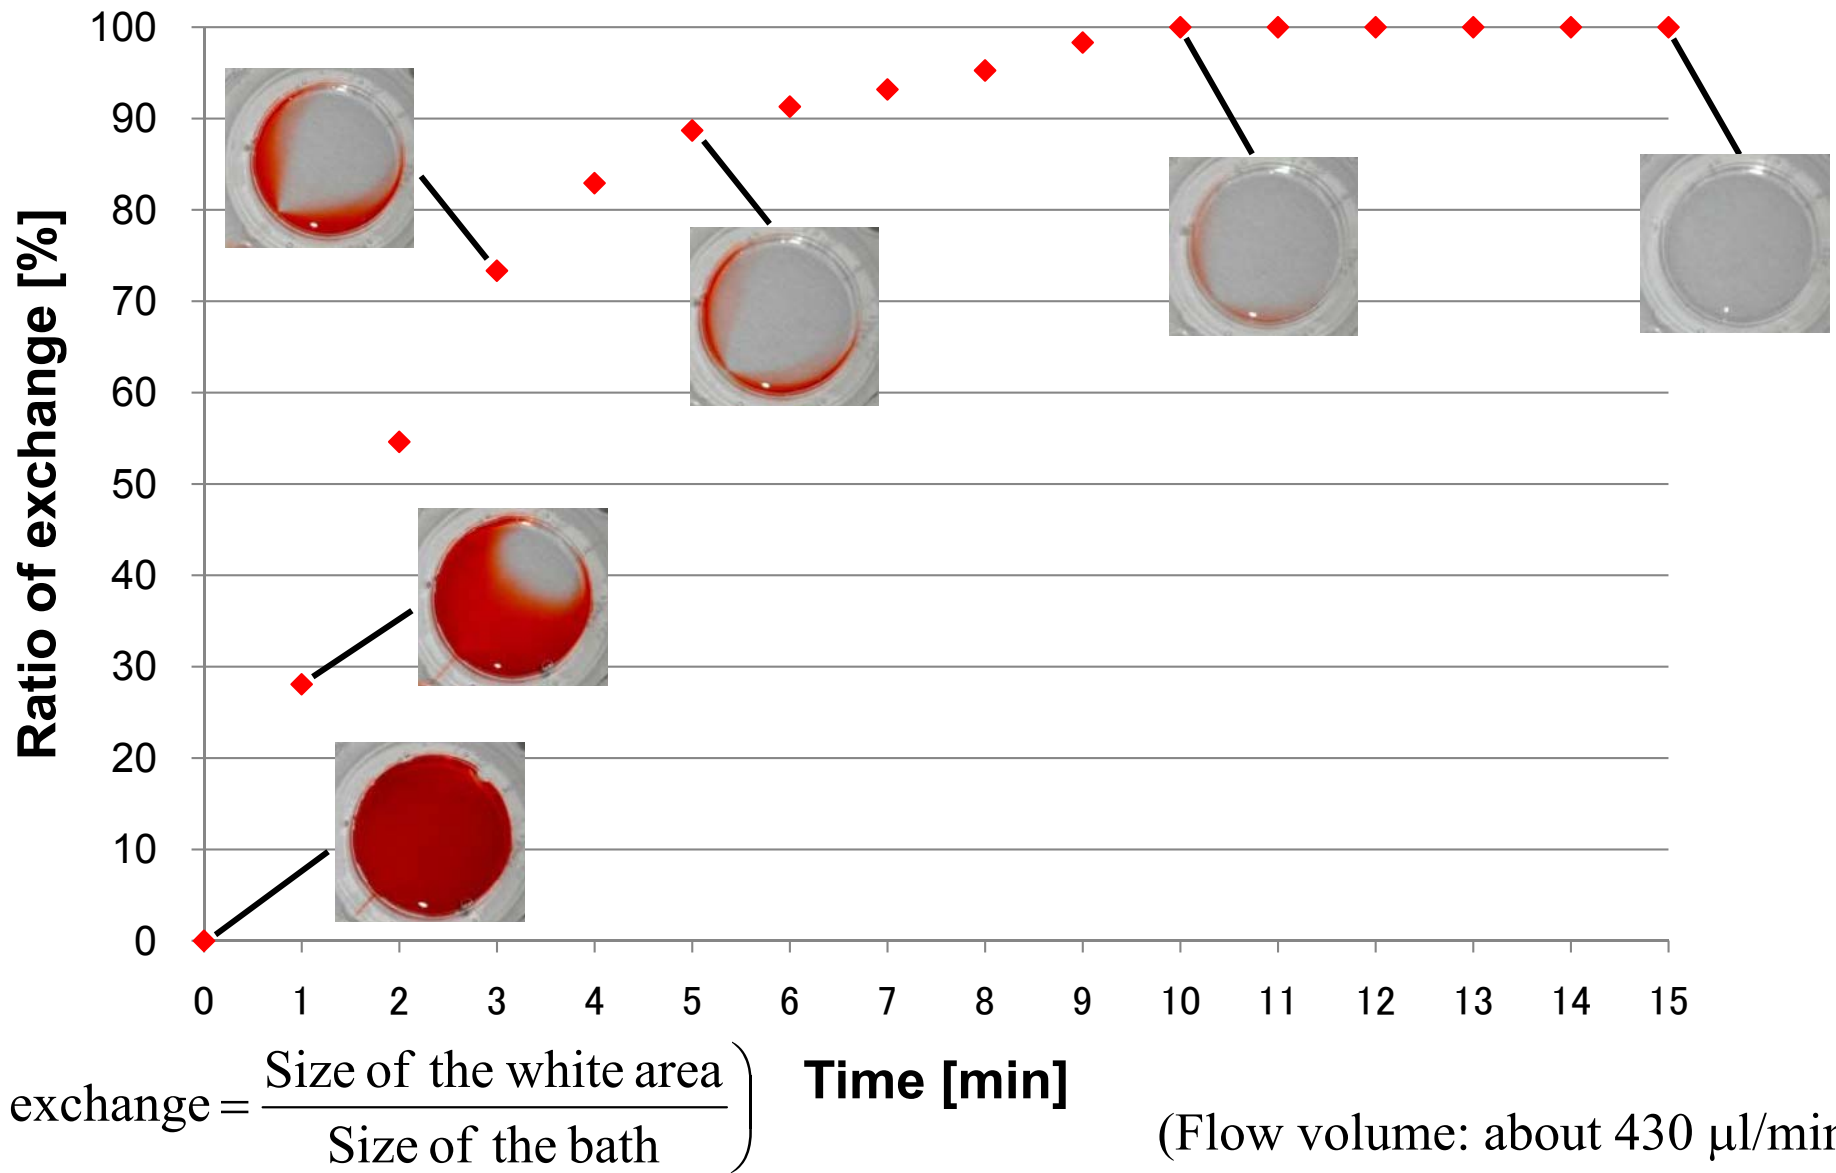 100
90
80
70
60
50
40
30
20
10
0
Ratio of exchange [%]
0 1 2 3 4 5 6 7 8 9 10 11 12 13 14 15
Time [min]
exchange = Size of the white area
Size of the bath )
(Flow volume: about 430 μl/min